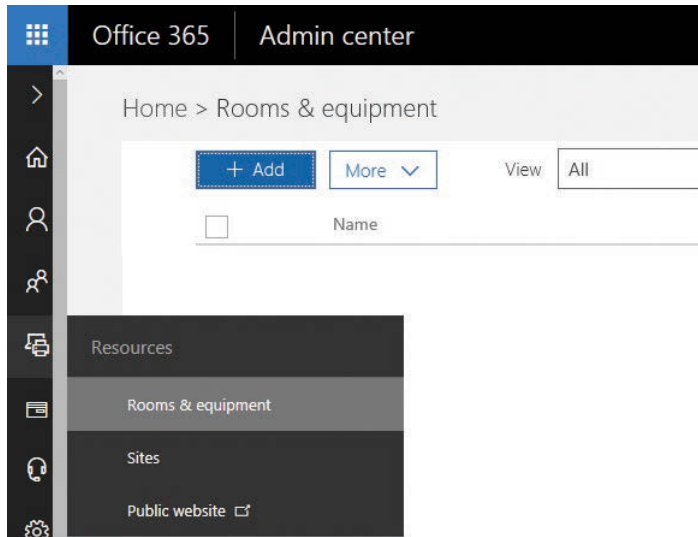 Office 365 Admin center
Home > Rooms & equipment
+ Add More View All
Name
Resources
Rooms & equipment
Sites
Public website